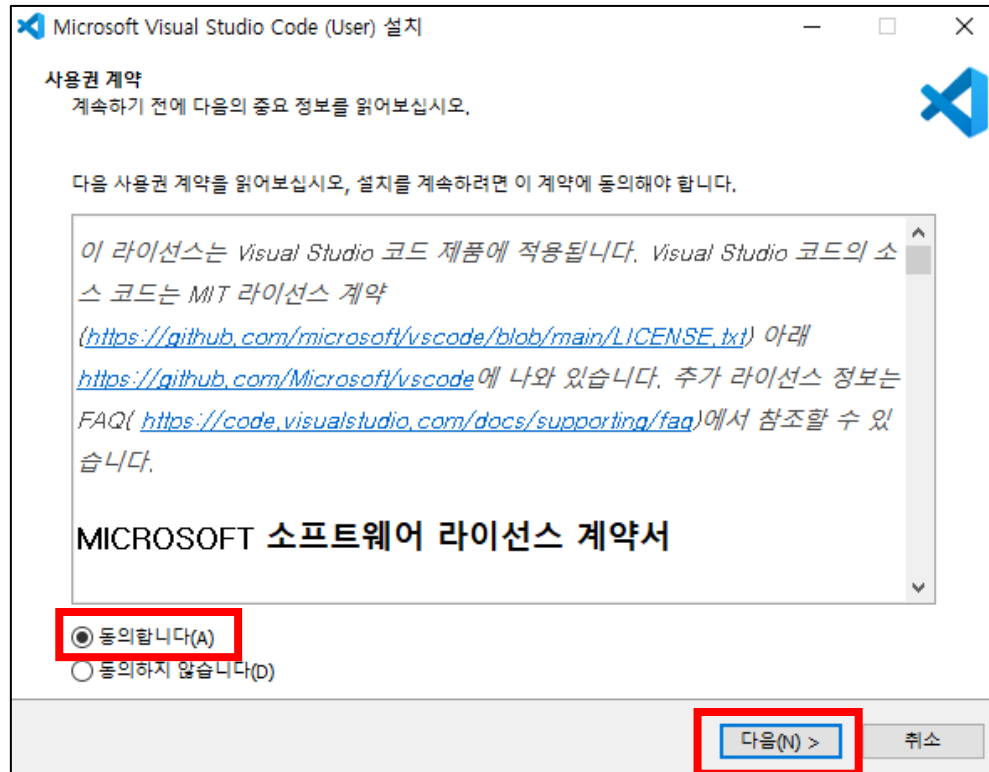 Microsoft Visual Studio Code (User) 설치
사용권 계약
계속하기 전에 다음의 중요 정보를 읽어보십시오.
다음 사용권 계약을 읽어보십시오, 설치를 계속하려면 이 계약에 동의해야 합니다.
이 라이선스는 Visual Studio 코드 제품에 적용됩니다. Visual Studio 코드의 소
스 코드는 MIT 라이선스 계약
(https://github.com/microsoft/vscode/blob/main/LICENSE.txt) 아래
https://github.com/Microsoft/vscode에 나와 있습니다. 추가 라이선스 정보는
FAQ( https://code.visualstudio.com/docs/supporting/faq)에서 참조할 수 있
습니다.
MICROSOFT 소프트웨어 라이선스 계약서
동의합니다(A)
동의하지 않습니다(D)
다음(N) >
취소